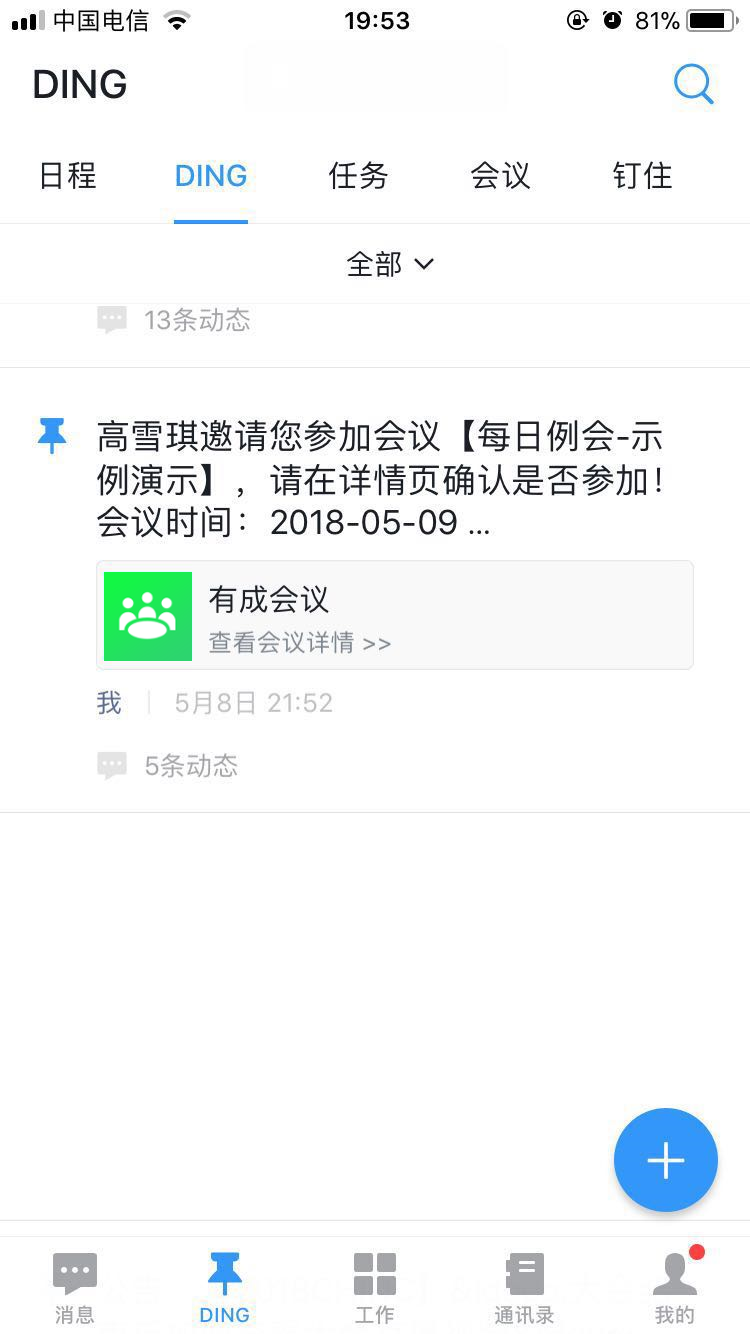 中国电信 19:53 81%
DING
日程 DING 任务 会议 钉住
全部
13条动态
高雪琪邀请您参加会议【每日例会-示
例演示】，请在详情页确认是否参加！
会议时间：2018-05-09 ...
有成会议
查看会议详情 >>
我 5月8日 21:52
5条动态
消息 DING 工作 通讯录 我的